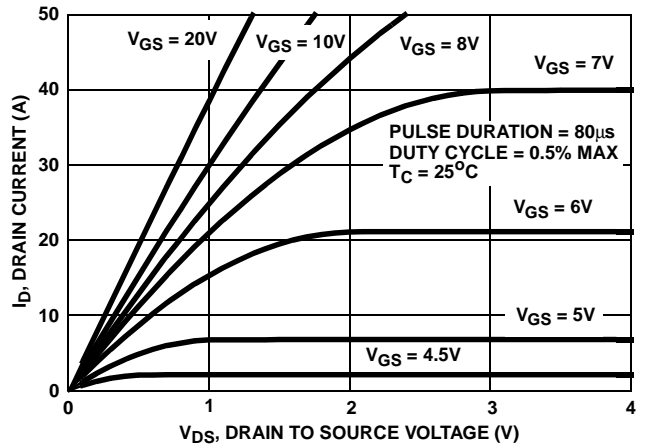 50
40
30
20
10
0
I_D, DRAIN CURRENT (A)
V_GS = 20V
V_GS = 10V
V_GS = 8V
V_GS = 7V
PULSE DURATION = 80μs
DUTY CYCLE = 0.5% MAX
T_C = 25°C
V_GS = 6V
V_GS = 5V
V_GS = 4.5V
0 1 2 3 4
V_DS, DRAIN TO SOURCE VOLTAGE (V)